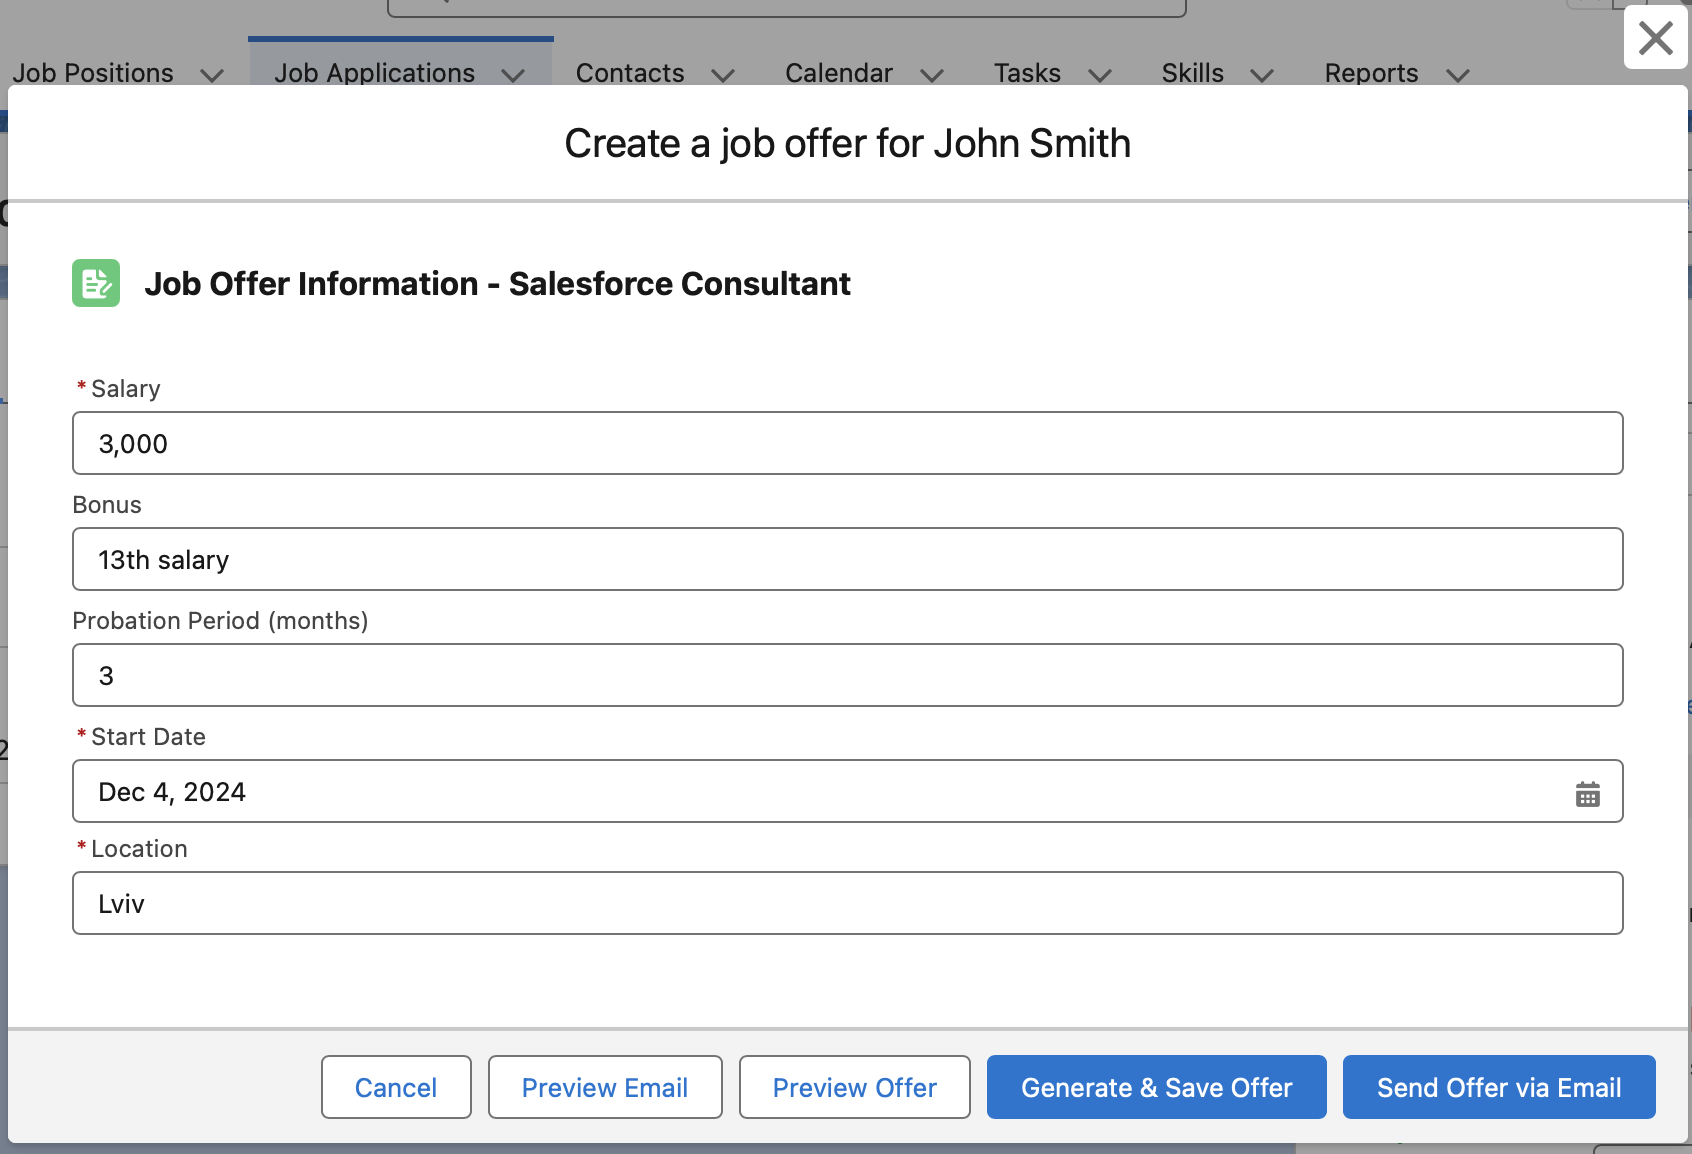 Job Positions Job Applications Contacts Calendar Tasks Skills Reports
Create a job offer for John Smith
Job Offer Information - Salesforce Consultant
* Salary
3,000
Bonus
13th salary
Probation Period (months)
3
* Start Date
Dec 4, 2024
* Location
Lviv
Cancel Preview Email Preview Offer Generate & Save Offer Send Offer via Email